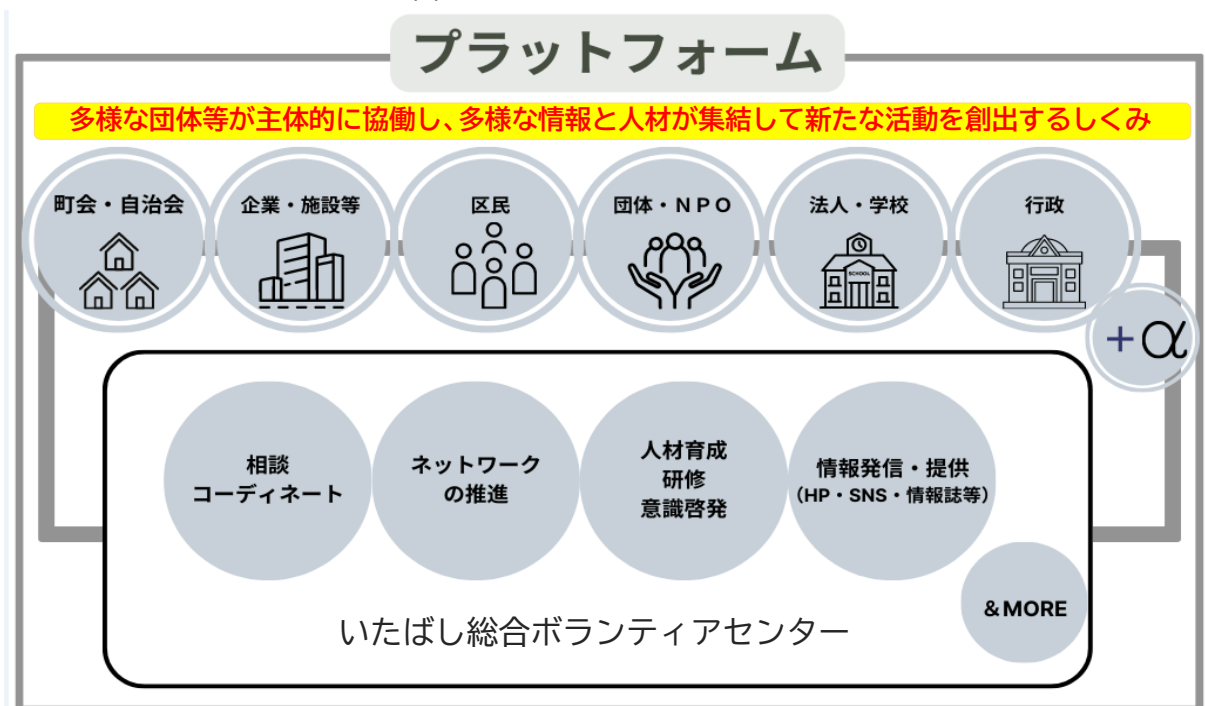 プラットフォーム
多様な団体等が主体的に協働し、多様な情報と人材が集結して新たな活動を創出するしくみ
町会・自治会
企業・施設等
区民
団体・ＮＰＯ
法人・学校
SCHOOL
行政
+α
相談
コーディネート
ネットワーク
の推進
人材育成
研修
意識啓発
情報発信・提供
（HP・SNS・情報誌等）
＆MORE
いたばし総合ボランティアセンター